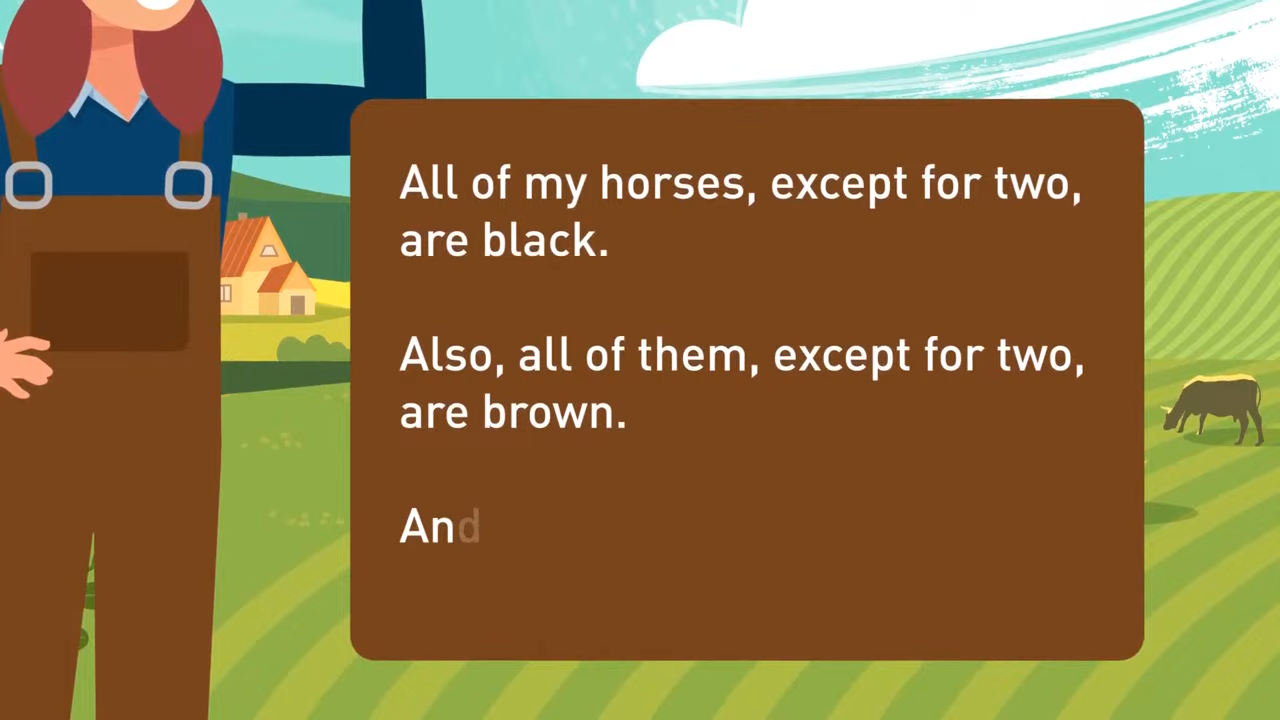 All of my horses, except for two,
are black.
Also, all of them, except for two,
are brown.
And